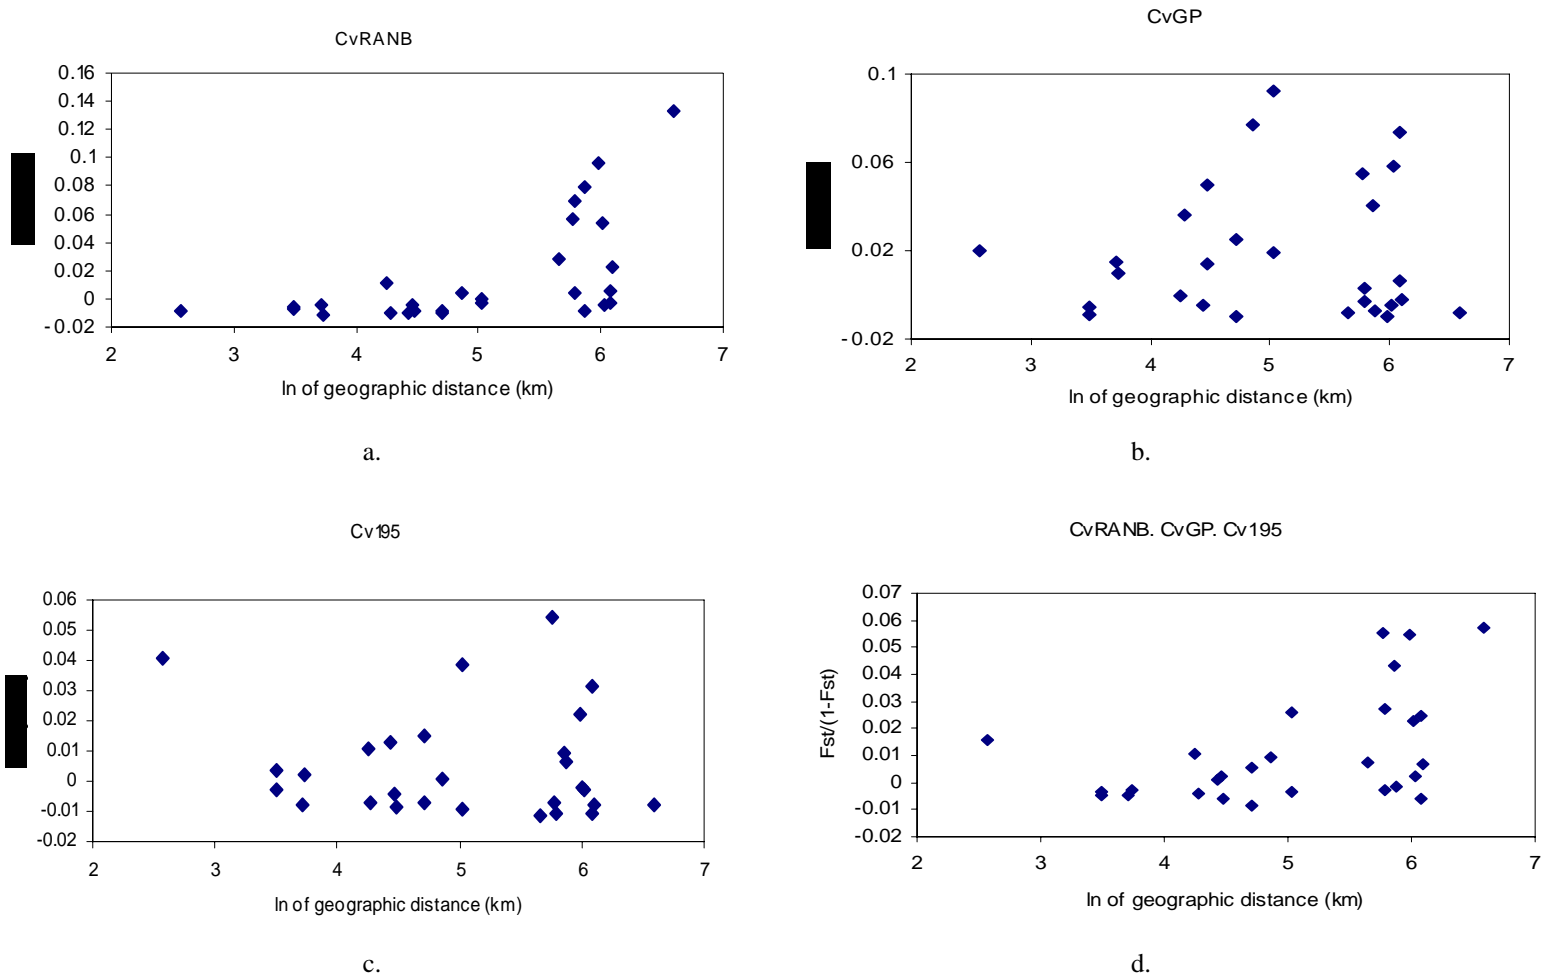 CvRANB
0.16
0.14
0.12
0.1
0.08
0.06
0.04
0.02
0
-0.02
2 3 4 5 6 7
ln of geographic distance (km)
a.
CvGP
0.1
0.06
0.02
-0.02
2 3 4 5 6 7
ln of geographic distance (km)
b.
Cv195
0.06
0.05
0.04
0.03
0.02
0.01
0
-0.01
-0.02
2 3 4 5 6 7
ln of geographic distance (km)
c.
CvRANB. CvGP. Cv195
Fst/(1-Fst)
0.07
0.06
0.05
0.04
0.03
0.02
0.01
0
-0.01
-0.02
2 3 4 5 6 7
ln of geographic distance (km)
d.